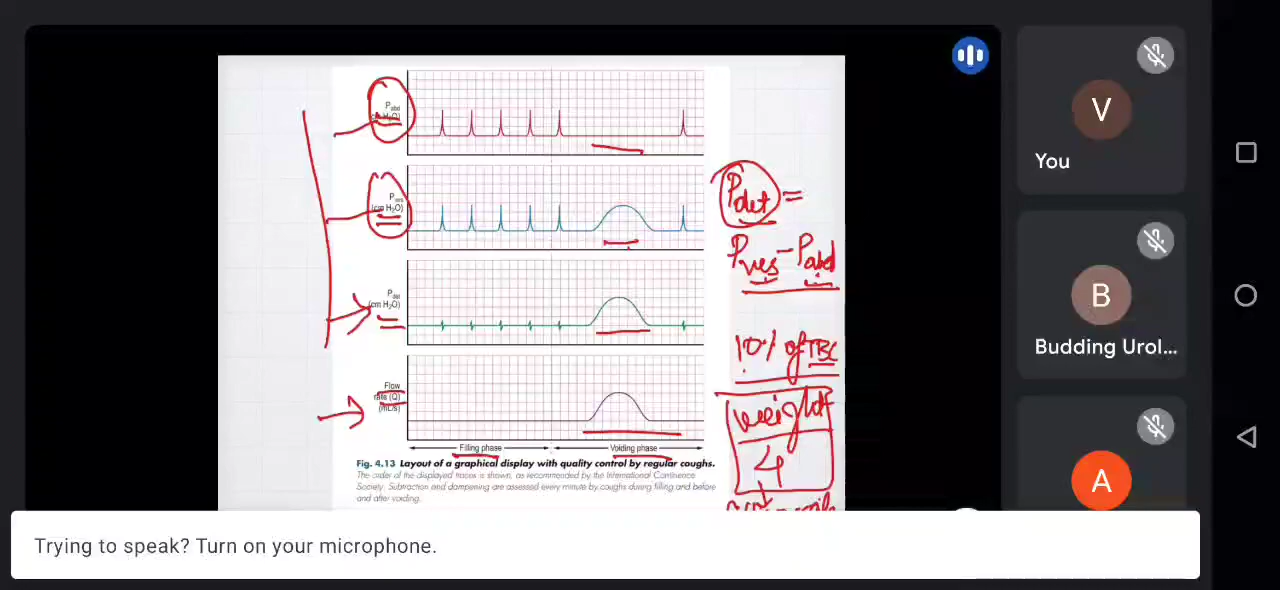 Pabd
(cm H₂O)
Pves
(cm H₂O)
Pdet
(cm H₂O)
Flow
rate (Q)
(mL/s)
Filling phase
Voiding phase
Fig. 4.13 Layout of a graphical display with quality control by regular coughs.
The order of the displayed traces is shown, as recommended by the International Continence
Society. Subtraction and dampening are assessed every minute by coughs during filling and before
and after voiding.
Pdet =
Pves - Pabd
10% of TBC
weight
4
V
You
B
Budding Urol...
A
Trying to speak? Turn on your microphone.